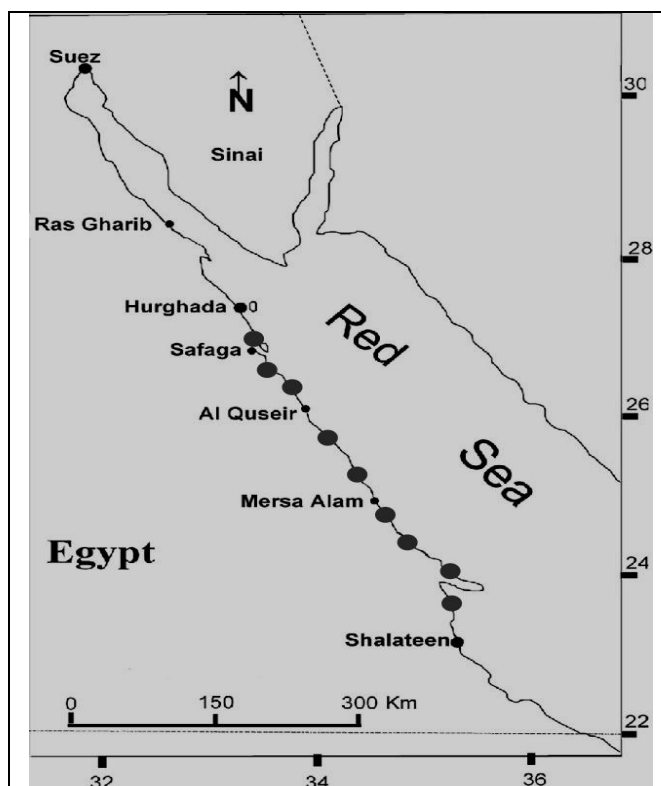 Suez
30
N
Sinai
Ras Gharib
28
Hurghada 0
Red
Safaga
26
Al Quseir
Sea
Mersa Alam
Egypt
24
Shalateen
0 150 300 Km
22
32 34 36